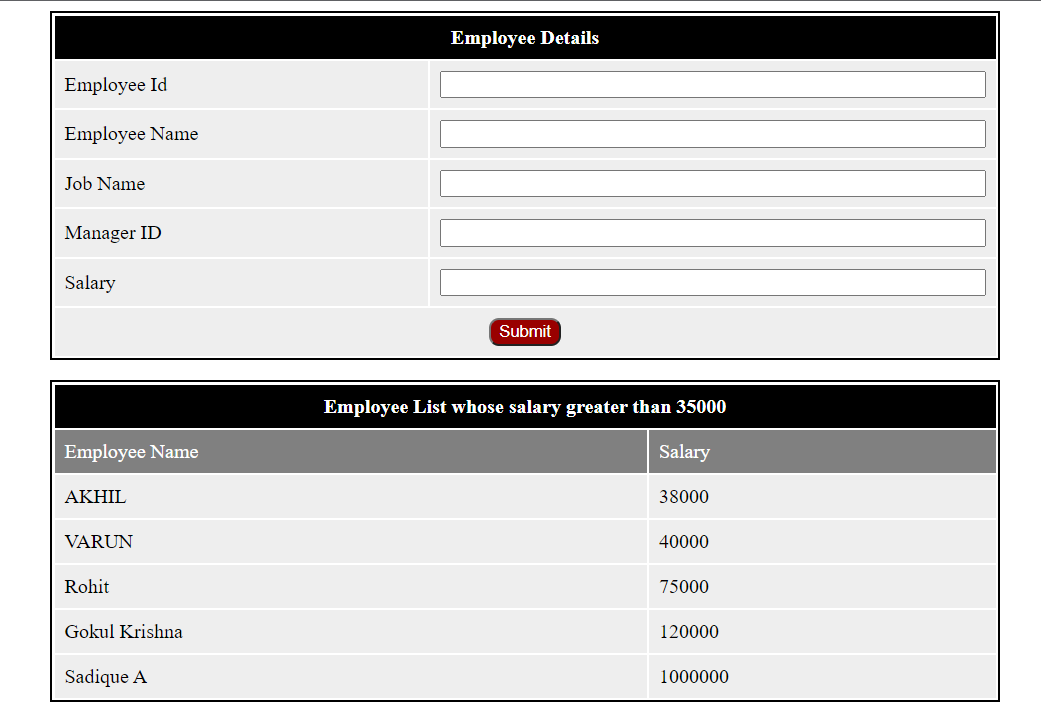 Employee Details
Employee Id
Employee Name
Job Name
Manager ID
Salary
Submit
Employee List whose salary greater than 35000
Employee Name Salary
AKHIL 38000
VARUN 40000
Rohit 75000
Gokul Krishna 120000
Sadique A 1000000